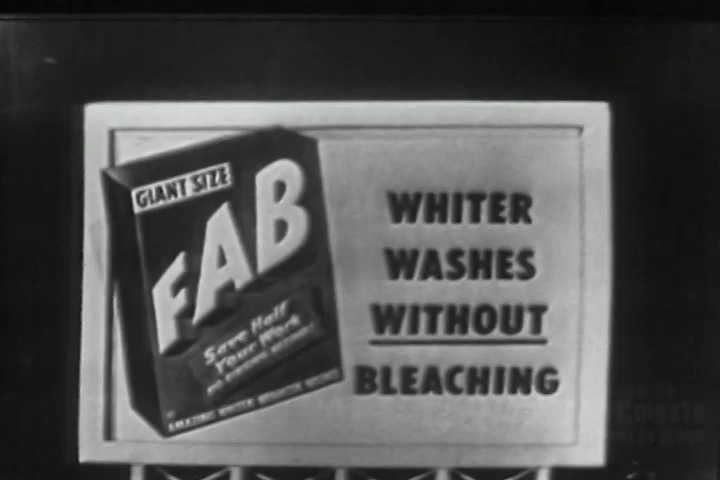 GIANT SIZE
FAB
Save Half
Your Work
WHITER
WASHES
WITHOUT
BLEACHING